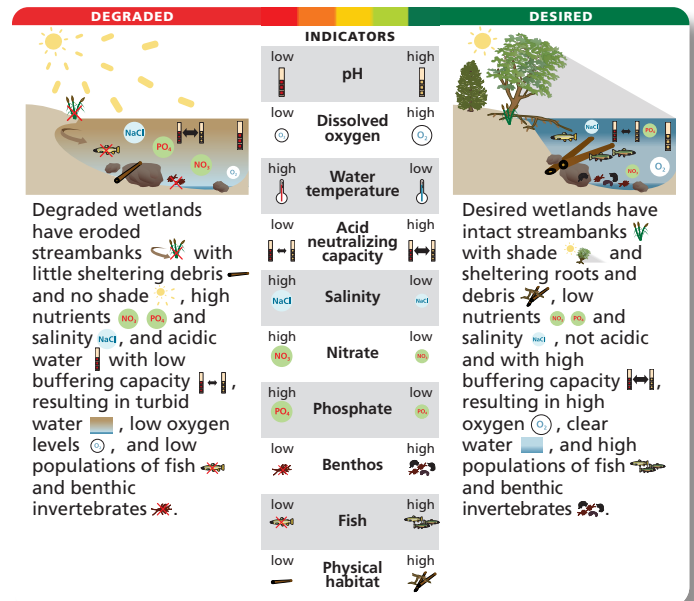 DEGRADED
DESIRED
INDICATORS
low
pH
high
low
Dissolved
oxygen
high
O₂
O₂
high
Water
temperature
low
low
Acid
neutralizing
capacity
high
high
Salinity
low
NaCl
NaCl
high
Nitrate
low
NO₃
NO₃
high
Phosphate
low
PO₄
PO₄
low
Benthos
high
low
Fish
high
low
Physical
habitat
high
NaCl
PO₄
NO₃
O₂
Degraded wetlands
have eroded
streambanks with
little sheltering debris
and no shade , high
nutrients NO₃ PO₄ and
salinity NaCl , and acidic
water with low
buffering capacity ,
resulting in turbid
water , low oxygen
levels O₂ , and low
populations of fish
and benthic
invertebrates .
NaCl
PO₄
NO₃
O₂
Desired wetlands have
intact streambanks
with shade and
sheltering roots and
debris , low
nutrients NO₃ PO₄ and
salinity NaCl , not acidic
and with high
buffering capacity ,
resulting in high
oxygen O₂ , clear
water , and high
populations of fish
and benthic
invertebrates .